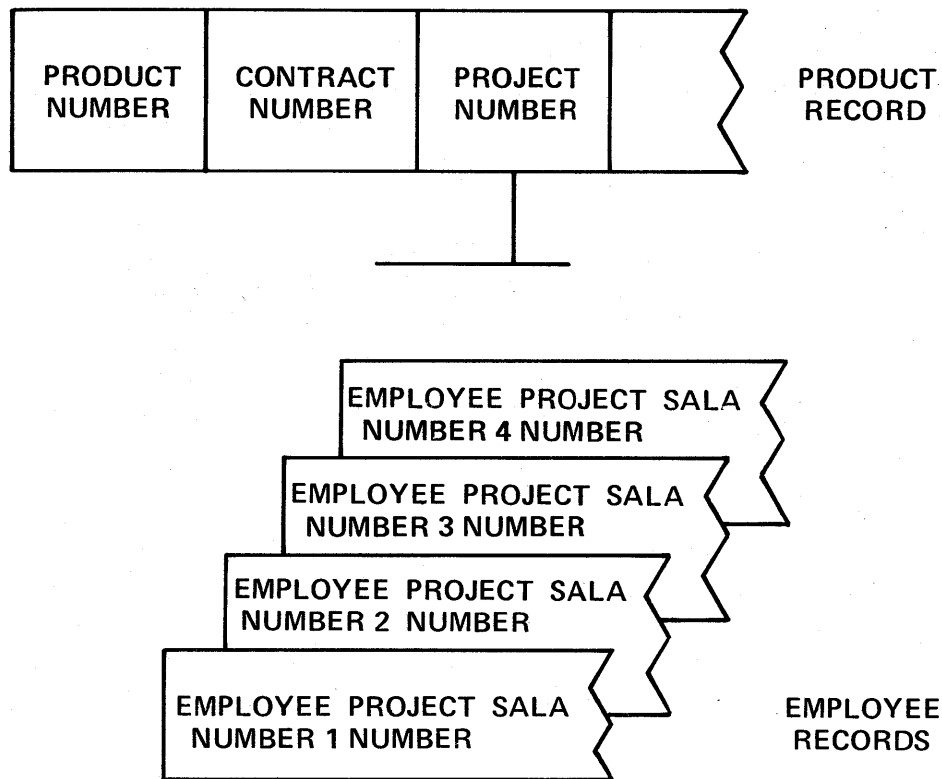 PRODUCT NUMBER
CONTRACT NUMBER
PROJECT NUMBER
PRODUCT RECORD
EMPLOYEE PROJECT SALA
NUMBER 4 NUMBER
EMPLOYEE PROJECT SALA
NUMBER 3 NUMBER
EMPLOYEE PROJECT SALA
NUMBER 2 NUMBER
EMPLOYEE PROJECT SALA
NUMBER 1 NUMBER
EMPLOYEE
RECORDS